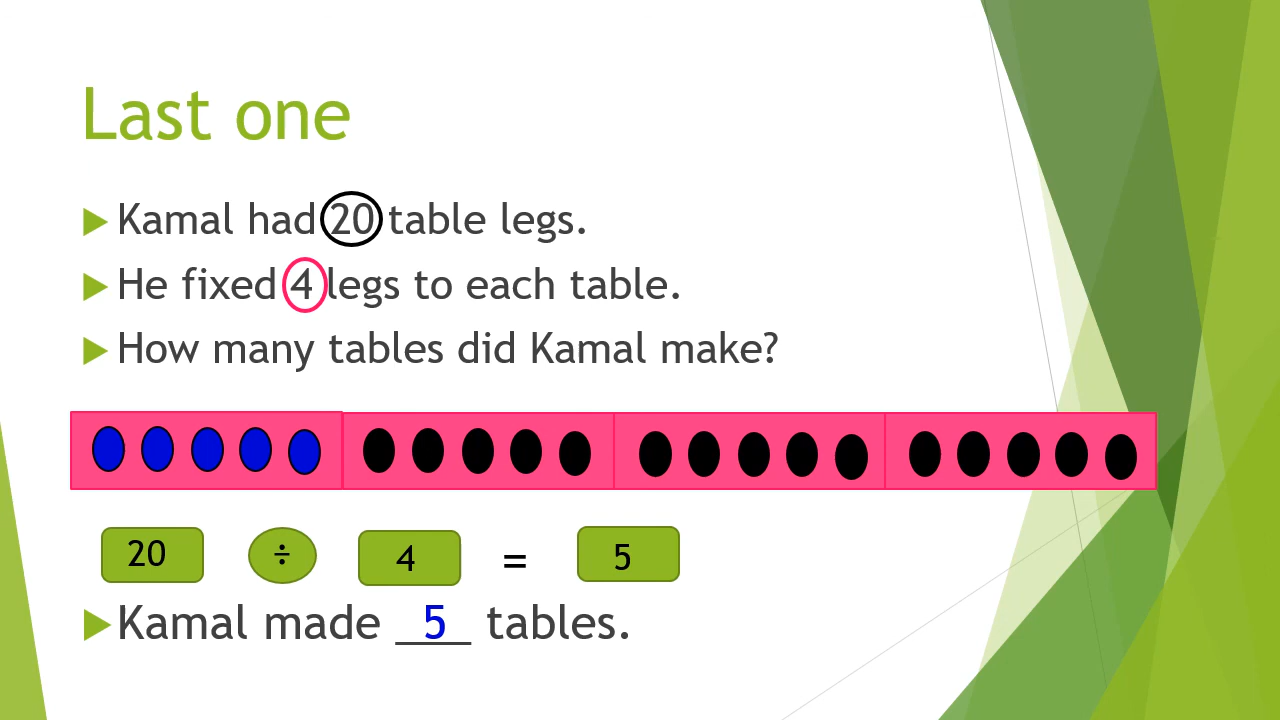 Last one
Kamal had 20 table legs.
He fixed 4 legs to each table.
How many tables did Kamal make?
20 ÷ 4 = 5
Kamal made __5__ tables.